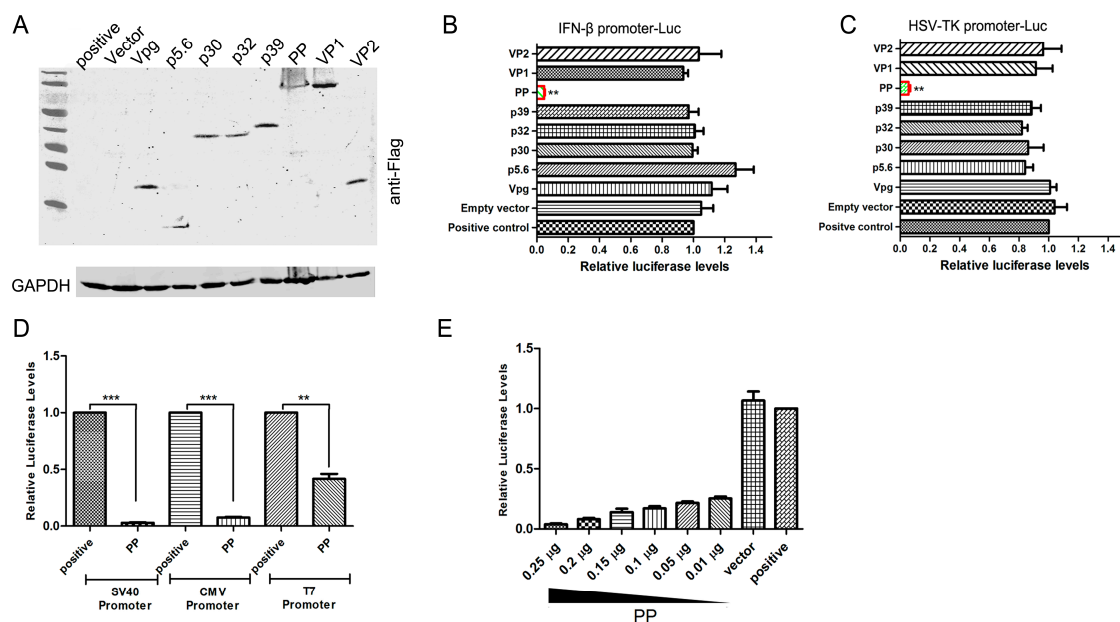 A
positive
Vector
Vpg
p5.6
p30
p32
p39
PP
VP1
VP2
anti-Flag
GAPDH
B
IFN-β promoter-Luc
VP2
VP1
PP
**
p39
p32
p30
p5.6
Vpg
Empty vector
Positive control
0.0 0.2 0.4 0.6 0.8 1.0 1.2 1.4
Relative luciferase levels
C
HSV-TK promoter-Luc
VP2
VP1
PP
**
p39
p32
p30
p5.6
Vpg
Empty vector
Positve control
0.0 0.2 0.4 0.6 0.8 1.0 1.2 1.4
Relative luciferase levels
D
Relative Luciferase Levels
1.5
1.0
0.5
0.0
*** *** **
positive PP positive PP positive PP
SV40 CMV T7
Promoter Promoter Promoter
E
Relative Luciferase Levels
1.5
1.0
0.5
0.0
0.25 µg
0.2 µg
0.15 µg
0.1 µg
0.05 µg
0.01 µg
vector
positive
PP